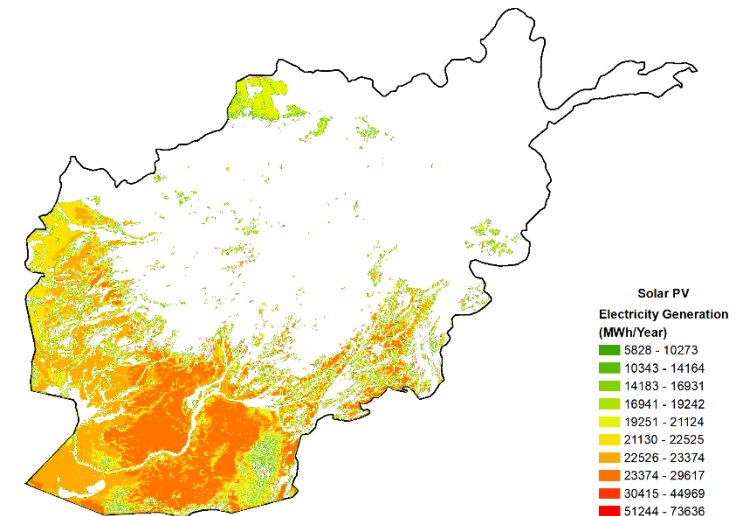 Solar PV
Electricity Generation
(MWh/Year)
5828 - 10273
10343 - 14164
14183 - 16931
16941 - 19242
19251 - 21124
21130 - 22525
22526 - 23374
23374 - 29617
30415 - 44969
51244 - 73636